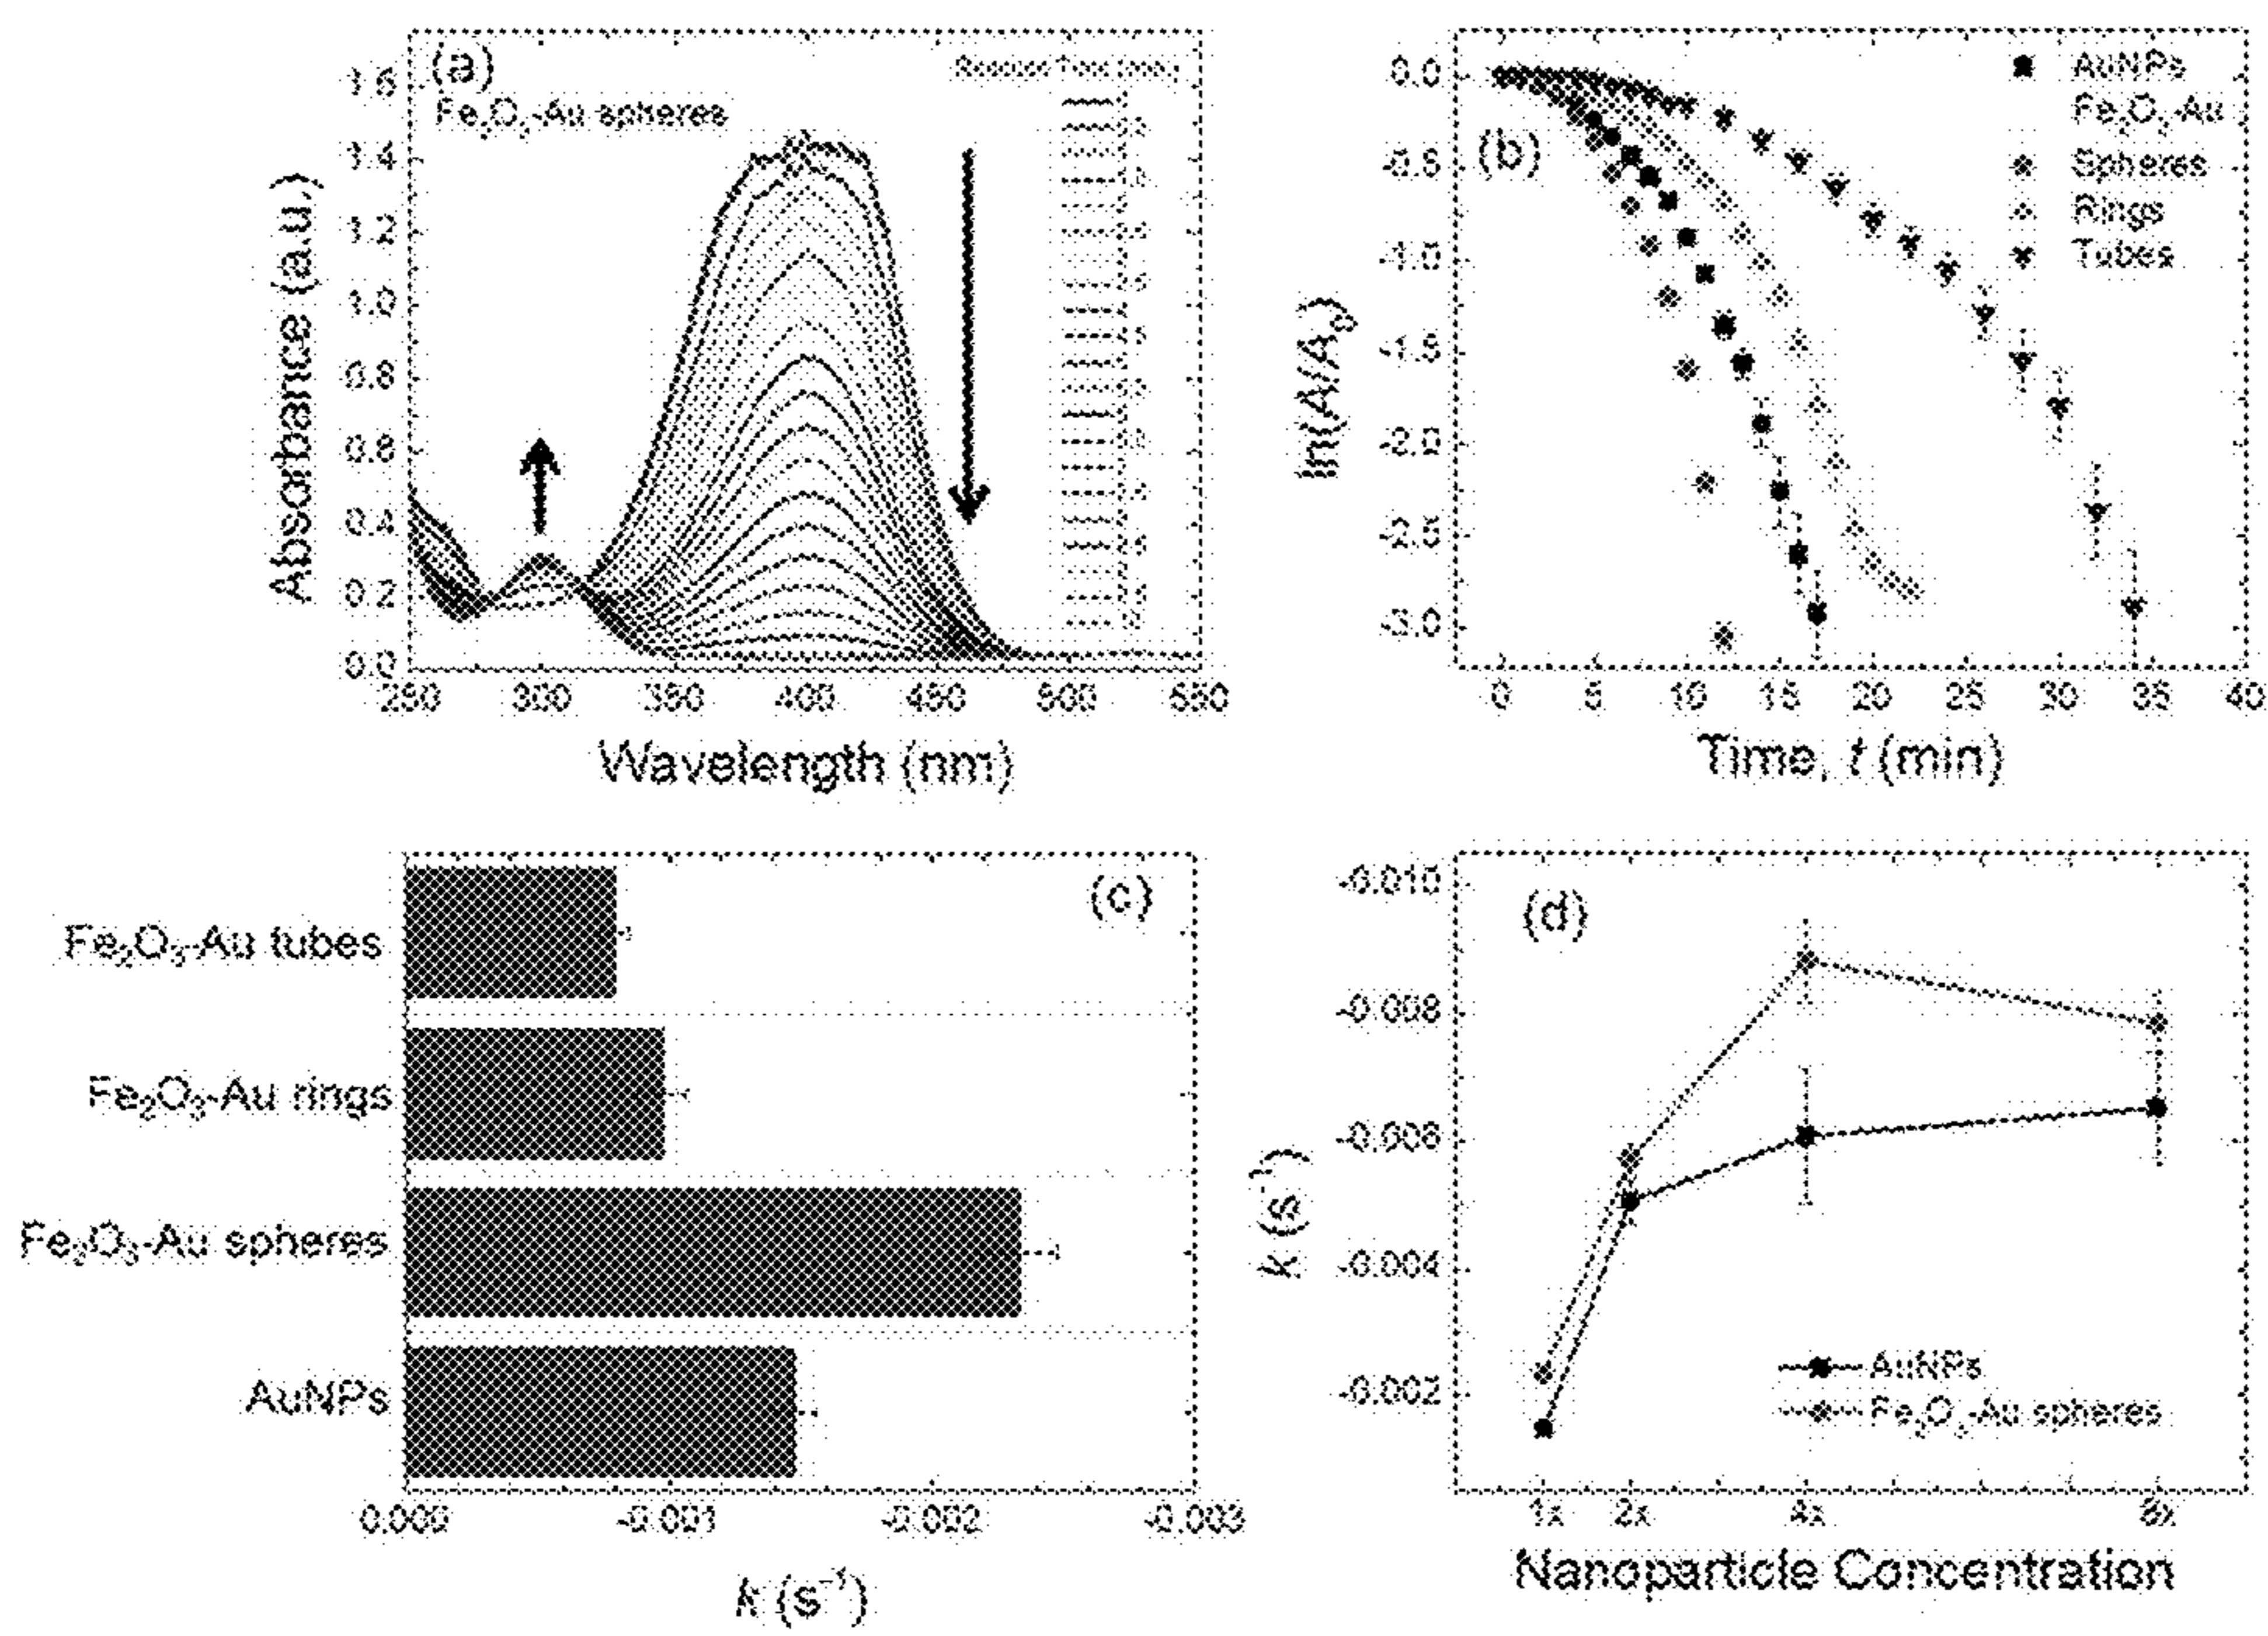 (a)
Fe₂O₃-Au spheres
1.6
1.4
1.2
1.0
0.8
0.6
0.4
0.2
0.0
250 300 350 400 450 500 550
Absorbance (a.u.)
Wavelength (nm)
(b)
AuNPs
Fe₂O₃-Au
Spheres
Rings
Tubes
0.0
-0.5
-1.0
-1.5
-2.0
-2.5
-3.0
0 5 10 15 20 25 30 35 40
ln(A/A₀)
Time, t (min)
(c)
Fe₂O₃-Au tubes
Fe₂O₃-Au rings
Fe₂O₃-Au spheres
AuNPs
0.000 -0.001 -0.002 -0.003
k (s⁻¹)
(d)
-0.010
-0.008
-0.006
-0.004
-0.002
k (s⁻¹)
AuNPs
Fe₂O₃-Au spheres
1x 2x 4x 8x
Nanoparticle Concentration